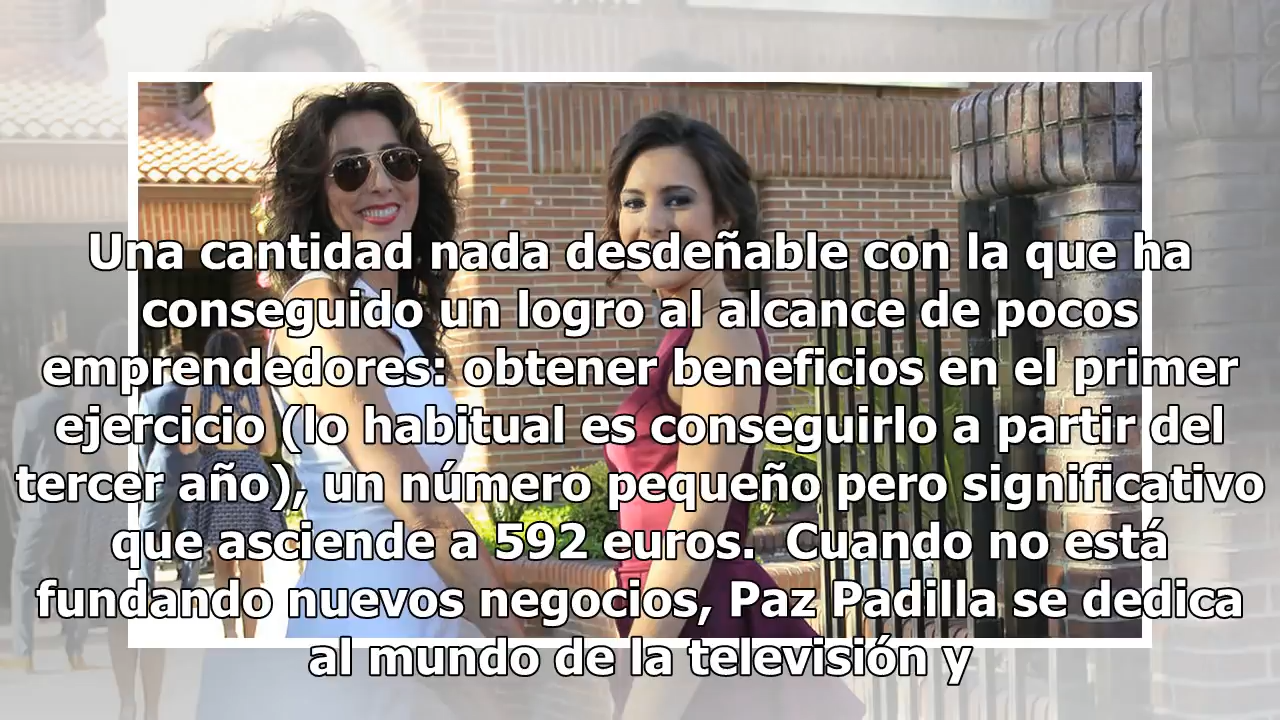 Una cantidad nada desdeñable con la que ha
conseguido un logro al alcance de pocos
emprendedores: obtener beneficios en el primer
ejercicio (lo habitual es conseguirlo a partir del
tercer año), un número pequeño pero significativo
que asciende a 592 euros.  Cuando no está
fundando nuevos negocios, Paz Padilla se dedica
al mundo de la televisión y